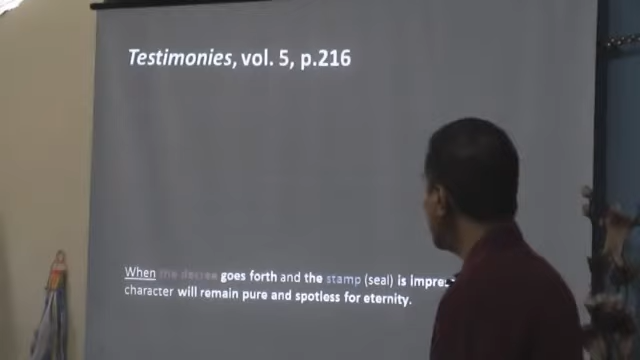 Testimonies, vol. 5, p.216
When the decree goes forth and the stamp (seal) is
character will remain pure and spotless for eternity.